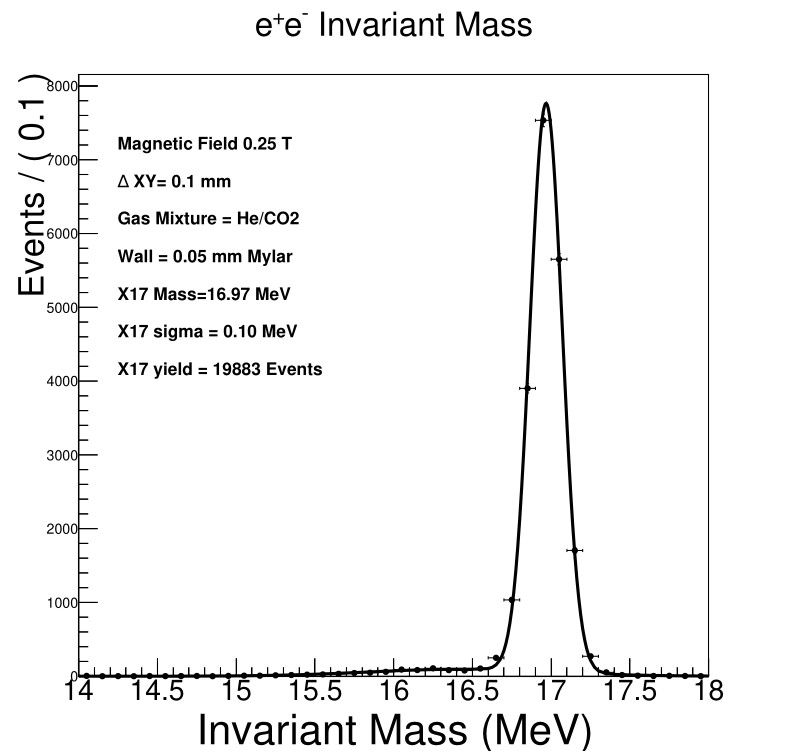 e+e- Invariant Mass
Events / ( 0.1 )
8000
7000
6000
5000
4000
3000
2000
1000
0
Magnetic Field 0.25 T
Δ XY= 0.1 mm
Gas Mixture = He/CO2
Wall = 0.05 mm Mylar
X17 Mass=16.97 MeV
X17 sigma = 0.10 MeV
X17 yield = 19883 Events
14 14.5 15 15.5 16 16.5 17 17.5 18
Invariant Mass (MeV)